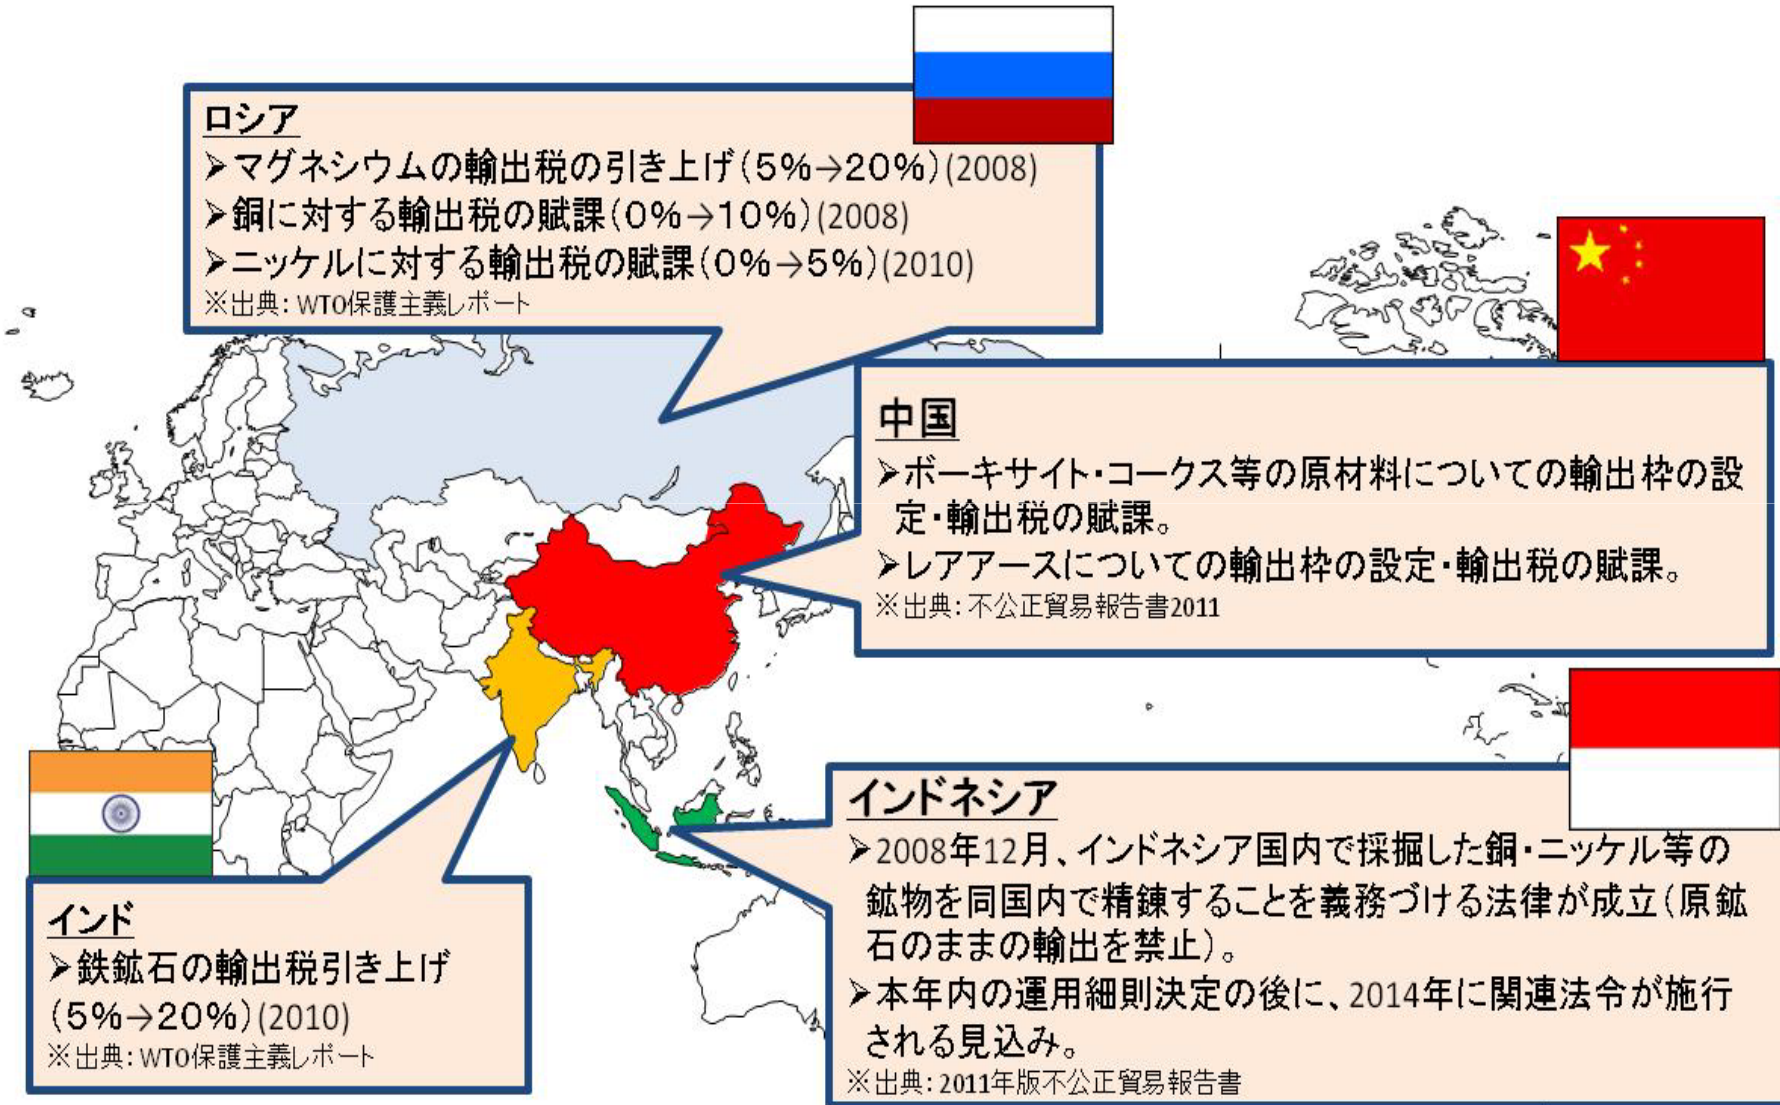 ロシア
➢マグネシウムの輸出税の引き上げ(5%→20%)(2008)
➢銅に対する輸出税の賦課(0%→10%)(2008)
➢ニッケルに対する輸出税の賦課(0%→5%)(2010)
※出典: WTO保護主義レポート
中国
➢ボーキサイト・コークス等の原材料についての輸出枠の設
定・輸出税の賦課。
➢レアアースについての輸出枠の設定・輸出税の賦課。
※出典: 不公正貿易報告書2011
インド
➢鉄鉱石の輸出税引き上げ
(5%→20%)(2010)
※出典: WTO保護主義レポート
インドネシア
➢2008年12月、インドネシア国内で採掘した銅・ニッケル等の
鉱物を同国内で精錬することを義務づける法律が成立(原鉱
石のままの輸出を禁止)。
➢本年内の運用細則決定の後に、2014年に関連法令が施行
される見込み。
※出典: 2011年版不公正貿易報告書